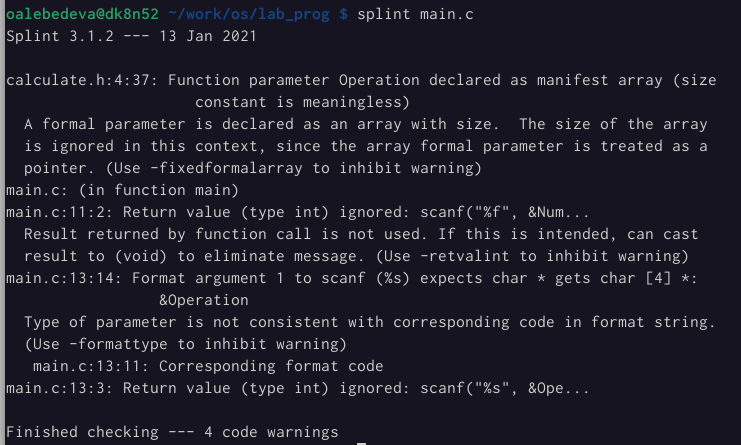 oalebedeva@dk8n52 ~/work/os/lab_prog $ splint main.c
Splint 3.1.2 --- 13 Jan 2021

calculate.h:4:37: Function parameter Operation declared as manifest array (size
                     constant is meaningless)
  A formal parameter is declared as an array with size.  The size of the array
  is ignored in this context, since the array formal parameter is treated as a
  pointer. (Use -fixedformalarray to inhibit warning)
main.c: (in function main)
main.c:11:2: Return value (type int) ignored: scanf("%f", &Num...
  Result returned by function call is not used. If this is intended, can cast
  result to (void) to eliminate message. (Use -retvalint to inhibit warning)
main.c:13:14: Format argument 1 to scanf (%s) expects char * gets char [4] *:
                 &Operation
  Type of parameter is not consistent with corresponding code in format string.
  (Use -formattype to inhibit warning)
   main.c:13:11: Corresponding format code
main.c:13:3: Return value (type int) ignored: scanf("%s", &Ope...

Finished checking --- 4 code warnings